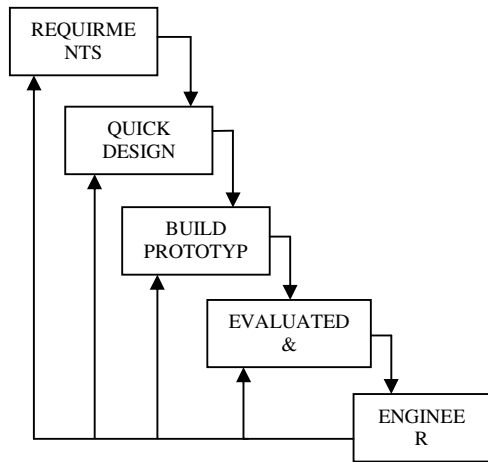 REQUIRME
NTS
QUICK
DESIGN
BUILD
PROTOTYP
EVALUATED
&
ENGINEE
R